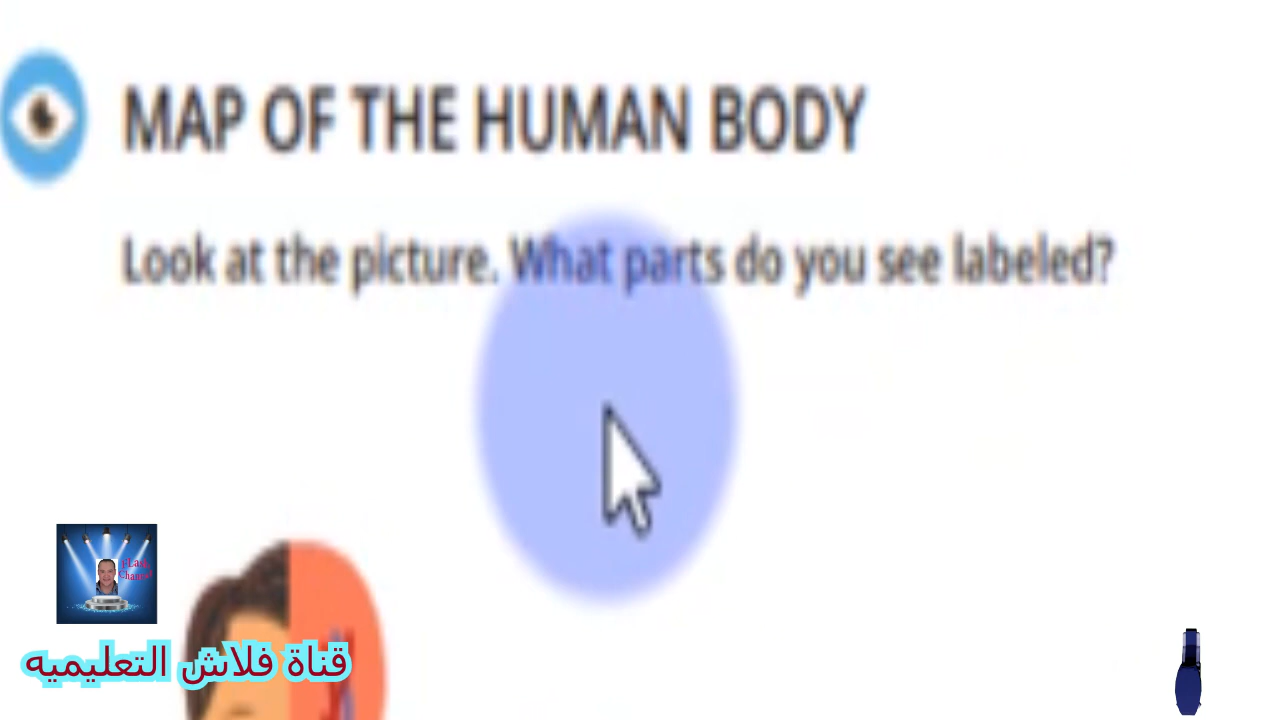 MAP OF THE HUMAN BODY
Look at the picture. What parts do you see labeled?
قناة فلاش التعليميه